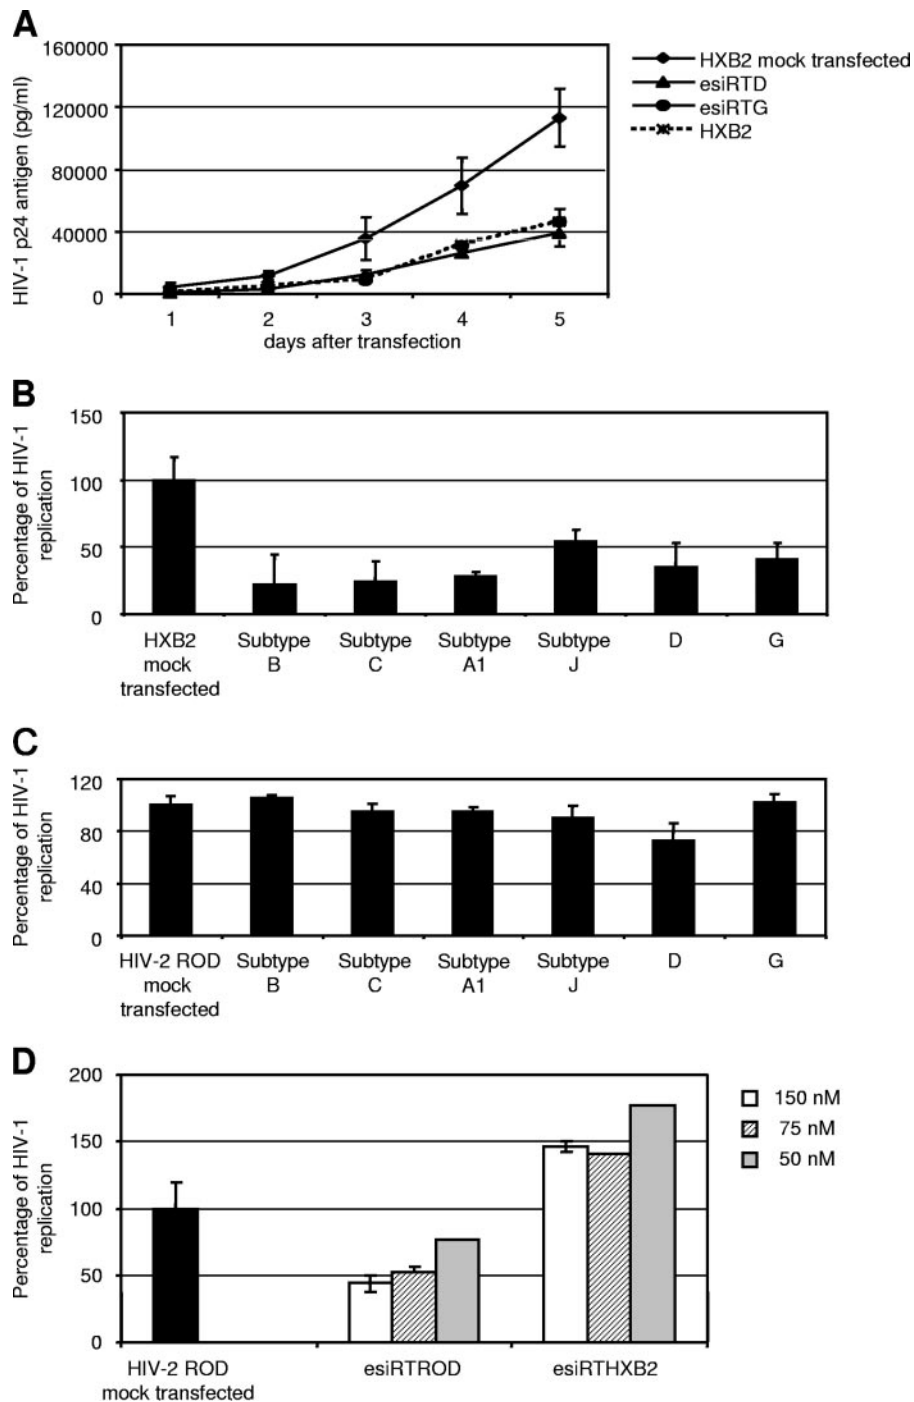 A
160000
120000
80000
40000
0
HIV-1 p24 antigen (pg/ml)
1 2 3 4 5
days after transfection
HXB2 mock transfected
esiRTD
esiRTG
HXB2
B
150
100
50
0
Percentage of HIV-1
replication
HXB2
mock
transfected
Subtype
B
Subtype
C
Subtype
A1
Subtype
J
D
G
C
120
80
40
0
Percentage of HIV-1
replication
HIV-2 ROD
mock
transfected
Subtype
B
Subtype
C
Subtype
A1
Subtype
J
D
G
D
200
150
100
50
0
Percentage of HIV-1
replication
HIV-2 ROD
mock transfected
esiRTROD
esiRTHXB2
150 nM
75 nM
50 nM